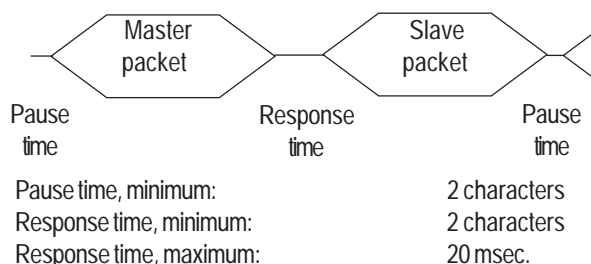 Master
packet
Slave
packet
Pause
time
Response
time
Pause
time
Pause time, minimum: 2 characters
Response time, minimum: 2 characters
Response time, maximum: 20 msec.